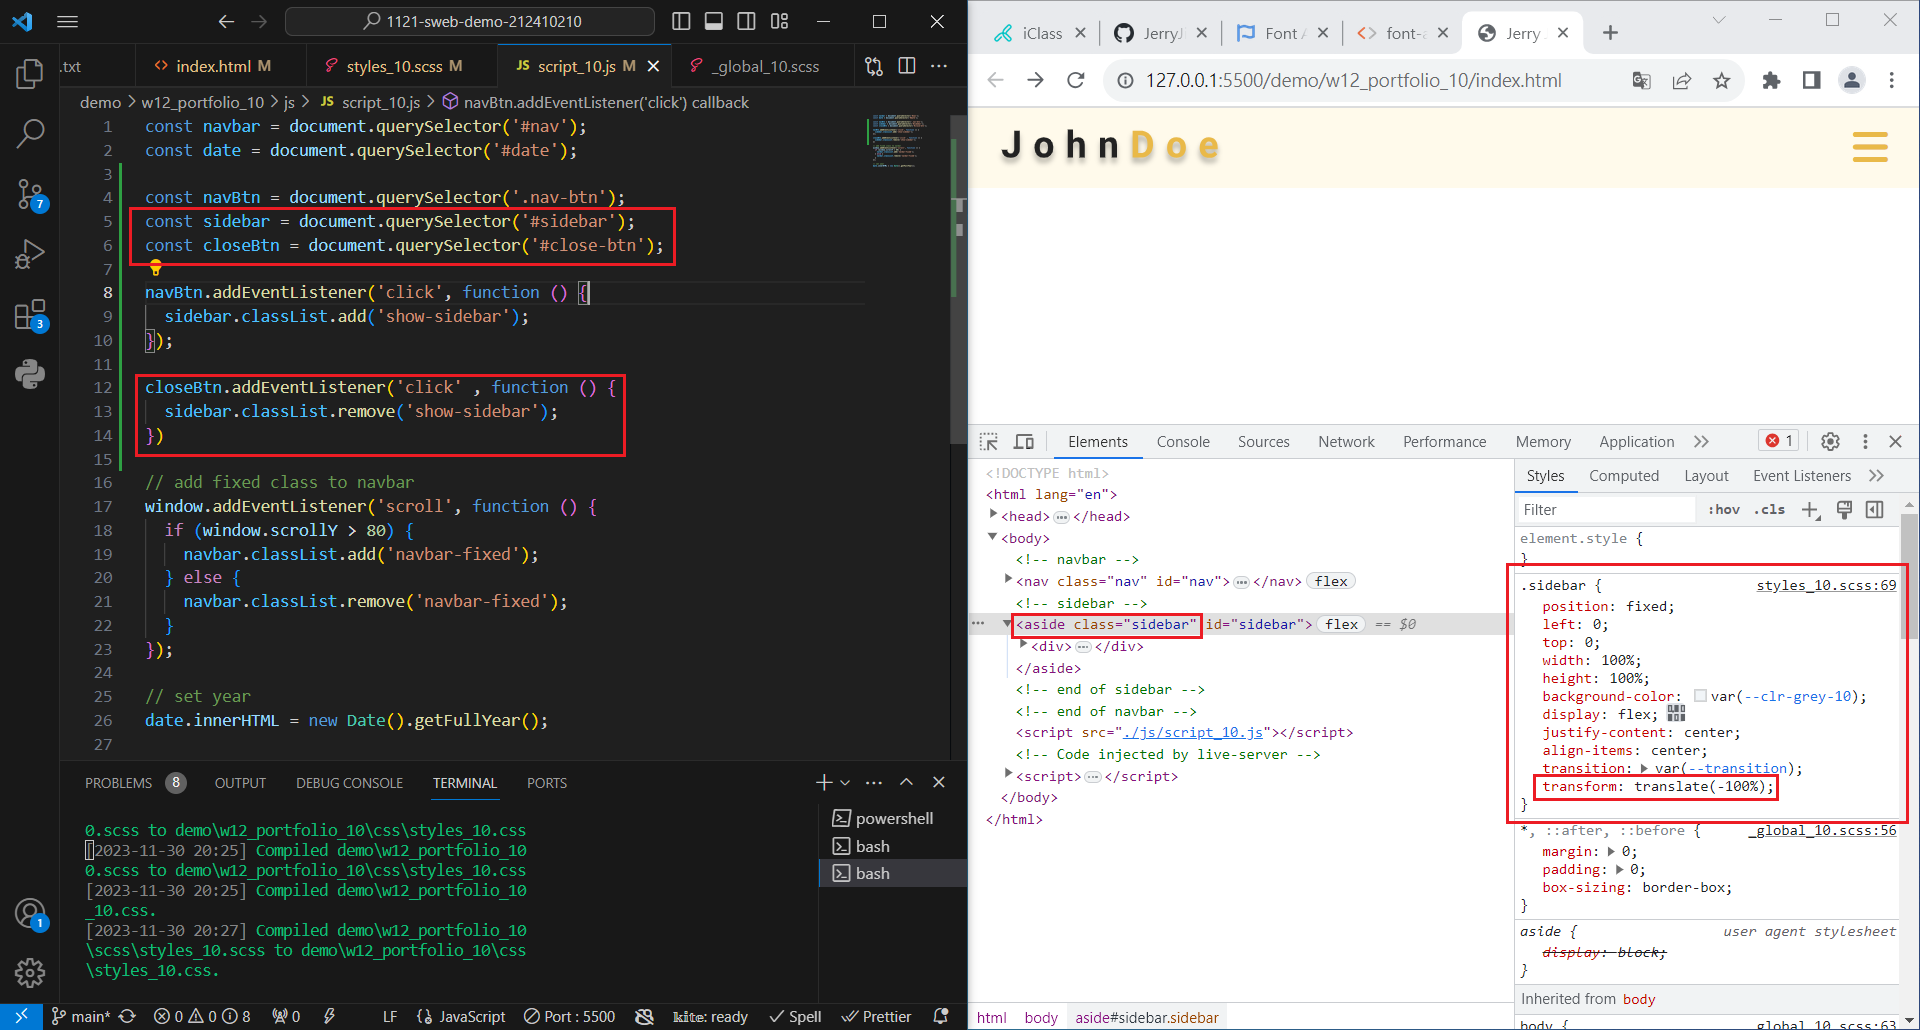 1121-sweb-demo-212410210
.txt
index.html M
styles_10.scss M
JS script_10.js M
_global_10.scss
demo > w12_portfolio_10 > js > JS script_10.js > navBtn.addEventListener('click') callback
1 const navbar = document.querySelector('#nav');
2 const date = document.querySelector('#date');
3
4 const navBtn = document.querySelector('.nav-btn');
5 const sidebar = document.querySelector('#sidebar');
6 const closeBtn = document.querySelector('#close-btn');
7
8 navBtn.addEventListener('click', function () {
9 sidebar.classList.add('show-sidebar');
10 });
11
12 closeBtn.addEventListener('click' , function () {
13 sidebar.classList.remove('show-sidebar');
14 })
15
16 // add fixed class to navbar
17 window.addEventListener('scroll', function () {
18 if (window.scrollY > 80) {
19 navbar.classList.add('navbar-fixed');
20 } else {
21 navbar.classList.remove('navbar-fixed');
22 }
23 });
24
25 // set year
26 date.innerHTML = new Date().getFullYear();
27
7
3
1
PROBLEMS 8 OUTPUT DEBUG CONSOLE TERMINAL PORTS
0.scss to demo\w12_portfolio_10\css\styles_10.css
[2023-11-30 20:25] Compiled demo\w12_portfolio_10
0.scss to demo\w12_portfolio_10\css\styles_10.css
[2023-11-30 20:25] Compiled demo\w12_portfolio_10
_10.css.
[2023-11-30 20:27] Compiled demo\w12_portfolio_10
\scss\styles_10.scss to demo\w12_portfolio_10\css
\styles_10.css.
powershell
bash
bash
main* 0 0 8 0 LF JavaScript Port : 5500 kite: ready Spell Prettier
iClass
JerryJ
Font A
font-a
Jerry
127.0.0.1:5500/demo/w12_portfolio_10/index.html
JohnDoe
Elements Console Sources Network Performance Memory Application 1
<!DOCTYPE html>
<html lang="en">
<head> </head>
<body>
<!-- navbar -->
<nav class="nav" id="nav"> </nav> flex
<!-- sidebar -->
<aside class="sidebar" id="sidebar"> flex == $0
<div> </div>
</aside>
<!-- end of sidebar -->
<!-- end of navbar -->
<script src="./js/script_10.js"></script>
<!-- Code injected by live-server -->
<script> </script>
</body>
</html>
html body aside#sidebar.sidebar
Styles Computed Layout Event Listeners
Filter :hov .cls
element.style {
}
.sidebar { styles_10.scss:69
position: fixed;
left: 0;
top: 0;
width: 100%;
height: 100%;
background-color: var(--clr-grey-10);
display: flex;
justify-content: center;
align-items: center;
transition: var(--transition);
transform: translate(-100%);
}
*, ::after, ::before { _global_10.scss:56
margin: 0;
padding: 0;
box-sizing: border-box;
}
aside { user agent stylesheet
display: block;
}
Inherited from body
body { _global_10.scss:63